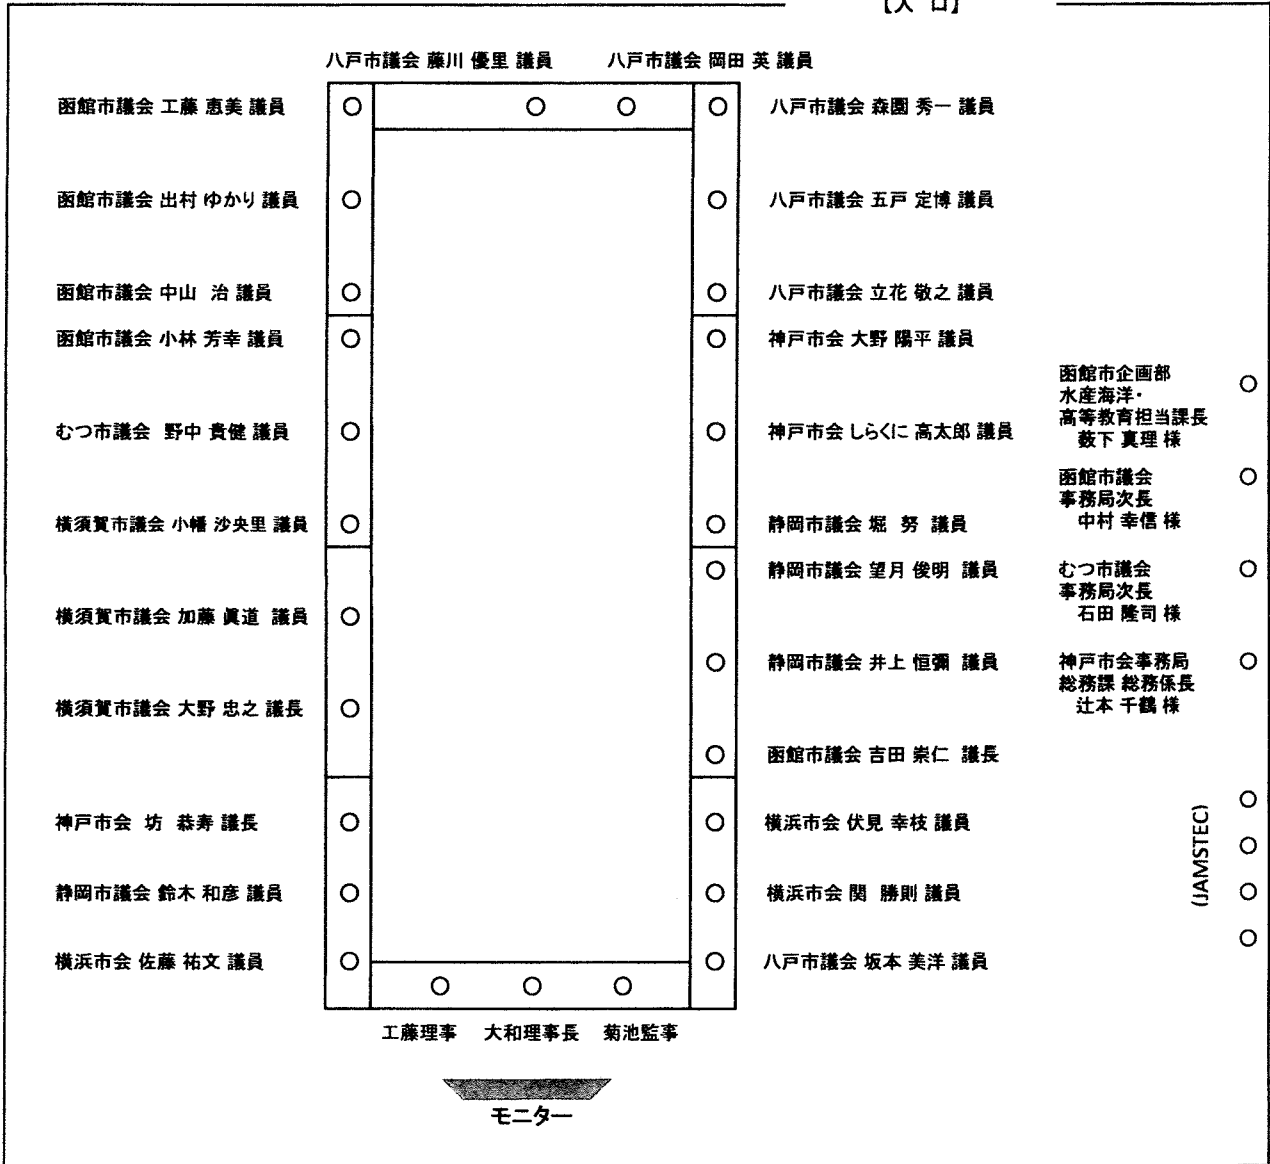 【入 口】
八戸市議会 藤川 優里 議員
八戸市議会 岡田 英 議員
函館市議会 工藤 恵美 議員
八戸市議会 森園 秀一 議員
函館市議会 出村 ゆかり 議員
八戸市議会 五戸 定博 議員
函館市議会 中山 治 議員
八戸市議会 立花 敬之 議員
函館市議会 小林 芳幸 議員
神戸市会 大野 陽平 議員
むつ市議会 野中 貴健 議員
神戸市会 しらくに 高太郎 議員
横須賀市議会 小幡 沙央里 議員
静岡市議会 堀 努 議員
静岡市議会 望月 俊明 議員
横須賀市議会 加藤 眞道 議員
静岡市議会 井上 恒彌 議員
横須賀市議会 大野 忠之 議長
函館市議会 吉田 崇仁 議長
神戸市会 坊 恭寿 議長
横浜市会 伏見 幸枝 議員
静岡市議会 鈴木 和彦 議員
横浜市会 関 勝則 議員
横浜市会 佐藤 祐文 議員
八戸市議会 坂本 美洋 議員
工藤理事 大和理事長 菊池監事
モニター
函館市企画部
水産海洋・
高等教育担当課長
薮下 真理 様
函館市議会
事務局次長
中村 幸信 様
むつ市議会
事務局次長
石田 隆司 様
神戸市会事務局
総務課 総務係長
辻本 千鶴 様
(JAMSTEC)